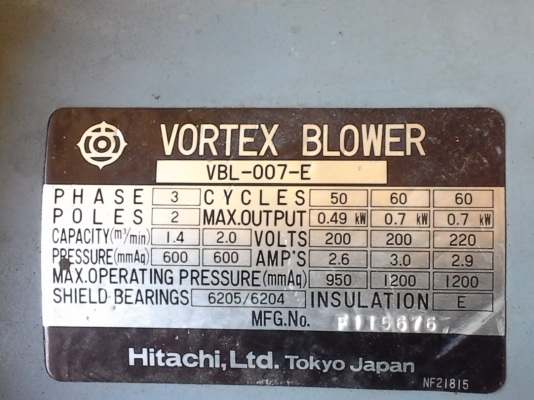 VORTEX BLOWER
VBL-007-E
PHASE 3 CYCLES 50 60 60
POLES 2 MAX.OUTPUT 0.49 kW 0.7 kW 0.7 kW
CAPACITY(m³/min) 1.4 2.0 VOLTS 200 200 220
PRESSURE(mmAq) 600 600 AMP'S 2.6 3.0 2.9
MAX.OPERATING PRESSURE(mmAq) 950 1200 1200
SHIELD BEARINGS 6205/6204 INSULATION E
MFG.No. F115676
Hitachi,Ltd. Tokyo Japan
NF21815